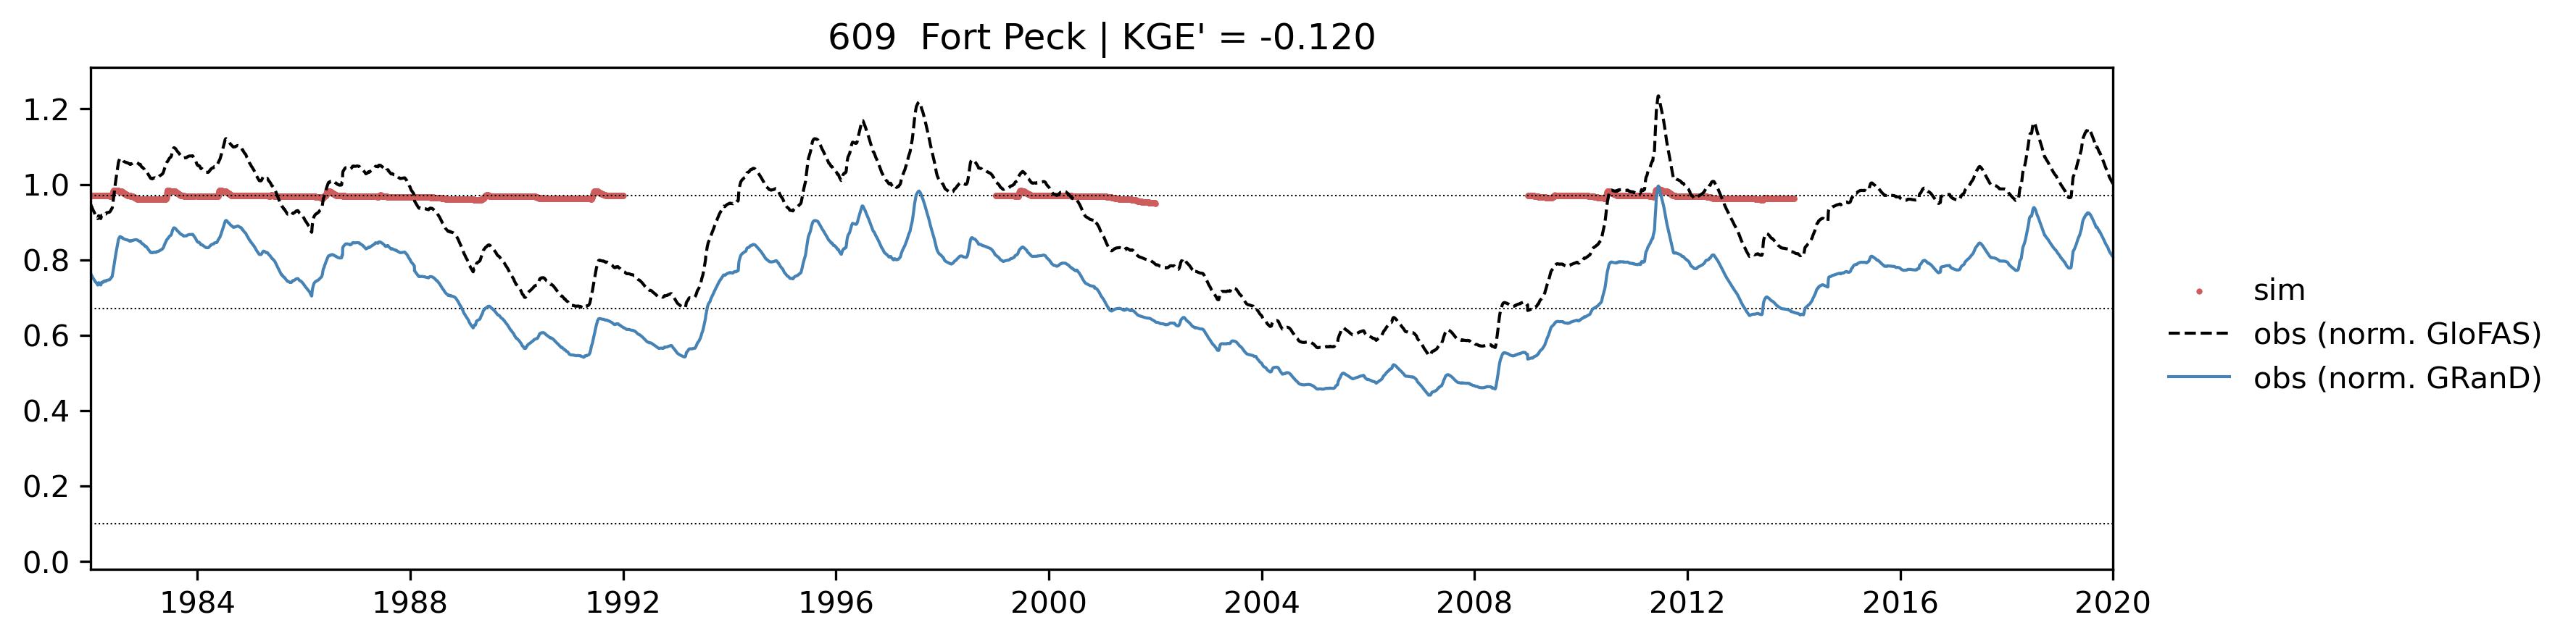 609  Fort Peck | KGE' = -0.120
1.2
1.0
0.8
0.6
0.4
0.2
0.0
1984 1988 1992 1996 2000 2004 2008 2012 2016 2020
sim
obs (norm. GloFAS)
obs (norm. GRanD)